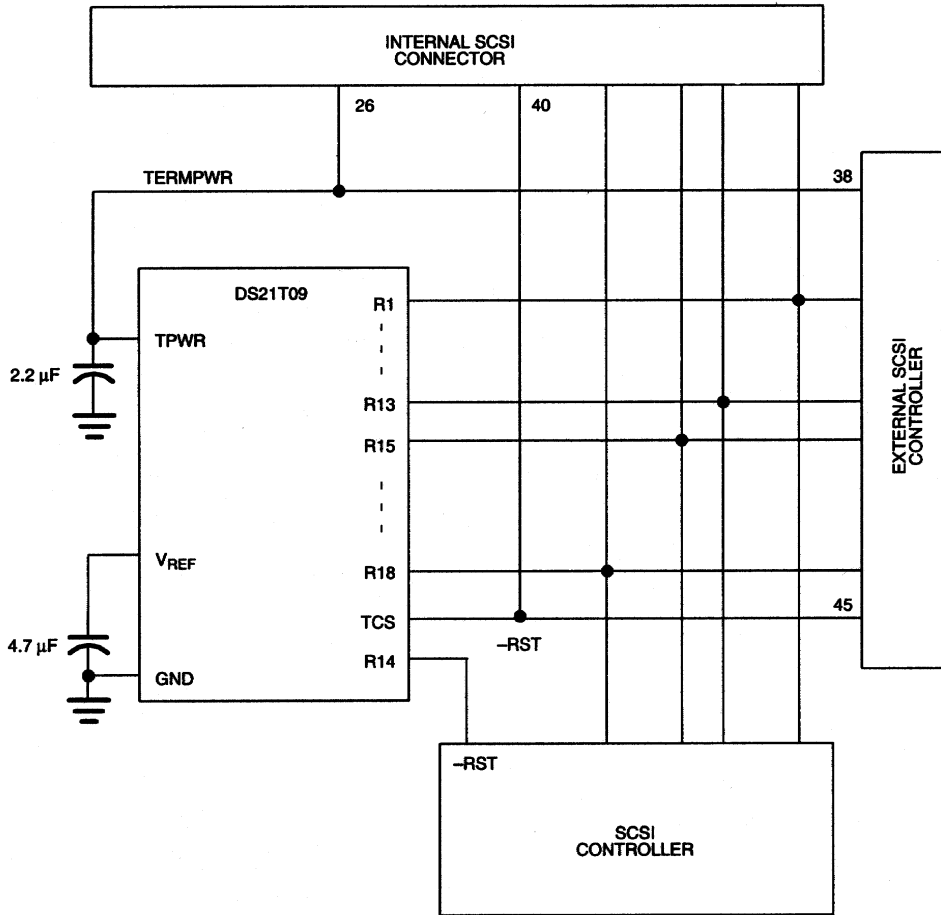 INTERNAL SCSI
CONNECTOR
26
40
TERMPWR
38
DS21T09
R1
TPWR
2.2 µF
R13
R15
EXTERNAL SCSI
CONTROLLER
VREF
R18
45
TCS
4.7 µF
–RST
R14
GND
–RST
SCSI
CONTROLLER